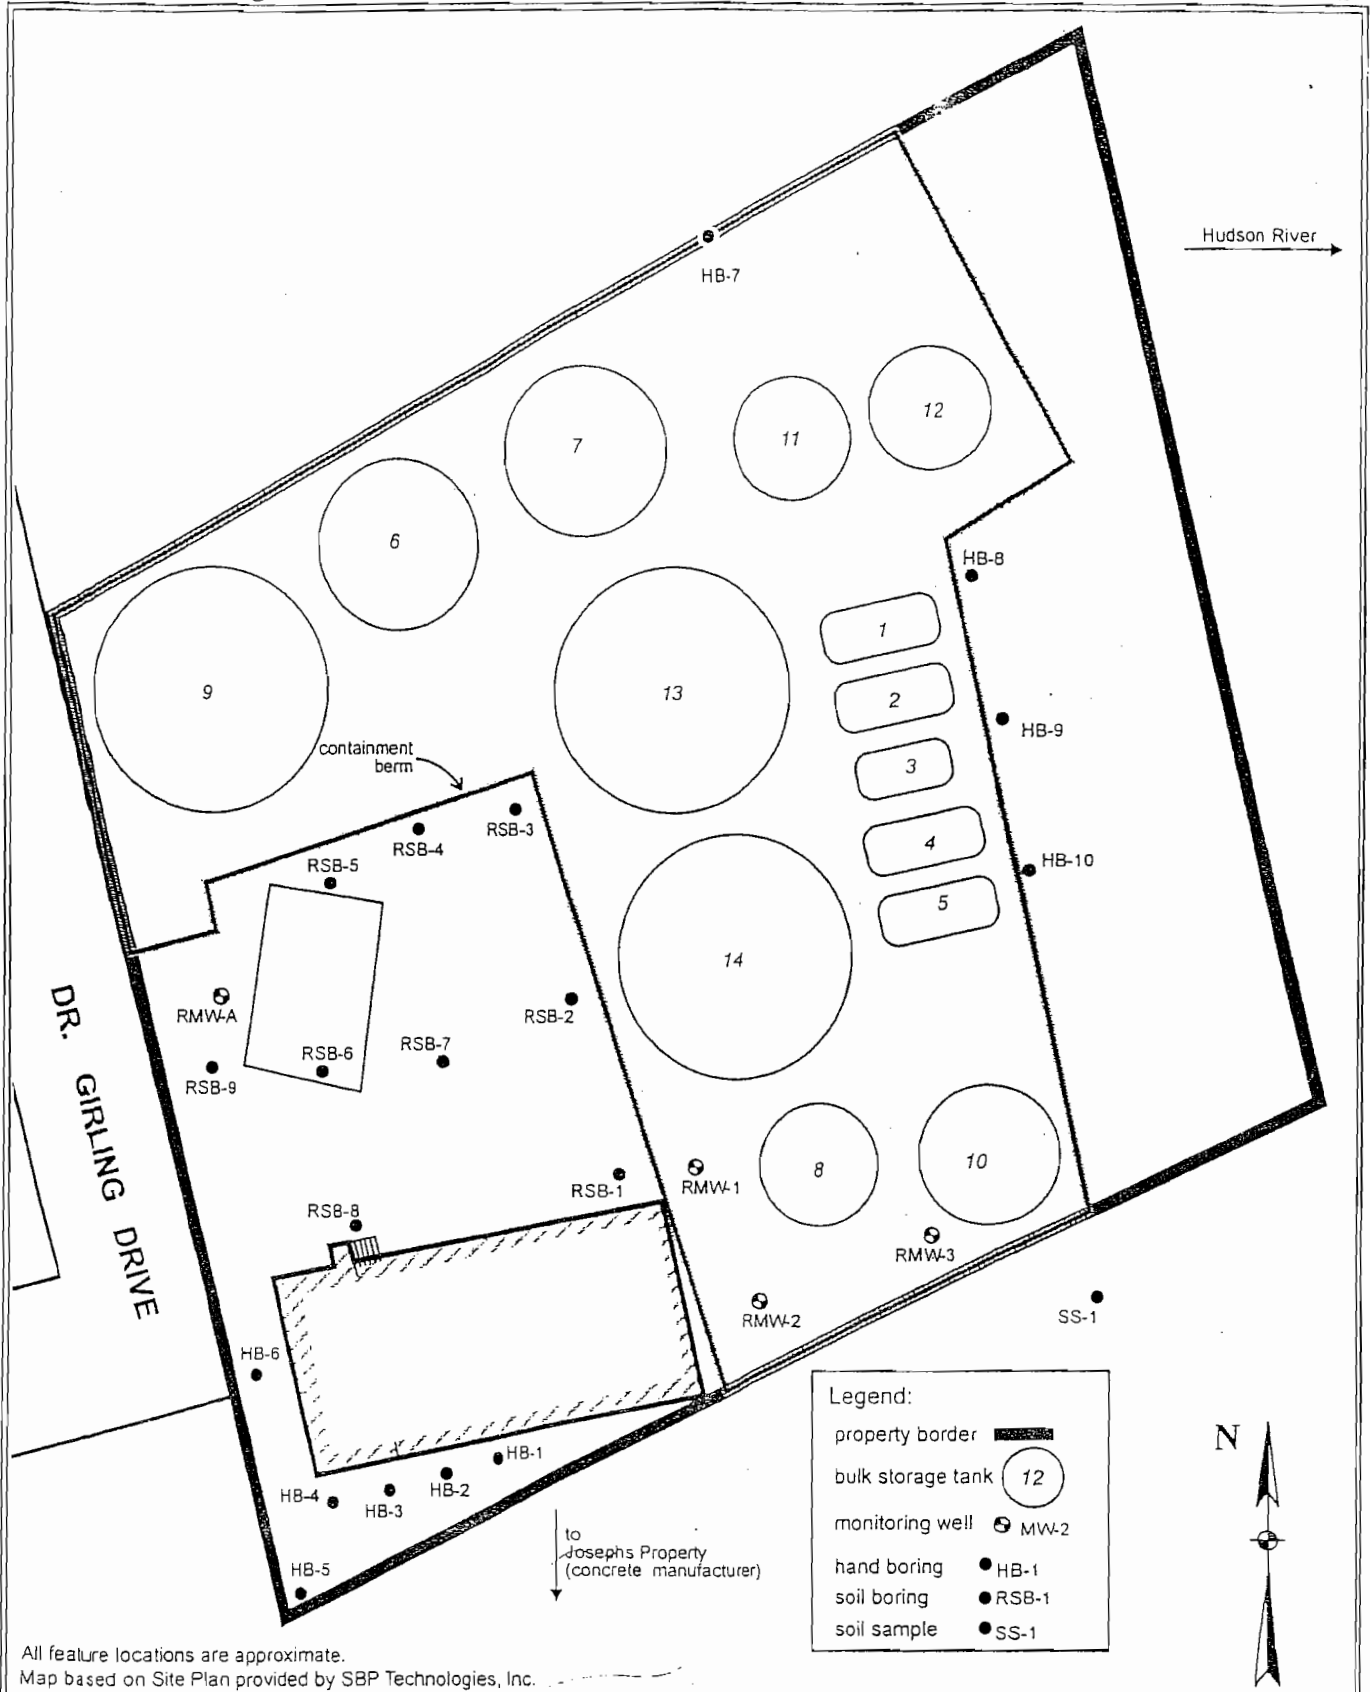 Hudson River
HB-7
12
7
11
6
HB-8
1
9
13
2
HB-9
containment
berm
3
RSB-3
RSB-4
4
HB-10
RSB-5
5
14
DR. GIRLING DRIVE
RMW-A
RSB-2
RSB-7
RSB-6
RSB-9
8
10
RSB-1
RMW-1
RSB-8
RMW-3
RMW-2
SS-1
HB-6
Legend:
property border
bulk storage tank 12
monitoring well MW-2
hand boring HB-1
soil boring RSB-1
soil sample SS-1
N
HB-1
HB-2
HB-3
HB-4
to
Josephs Property
(concrete manufacturer)
HB-5
All feature locations are approximate.
Map based on Site Plan provided by SBP Technologies, Inc.